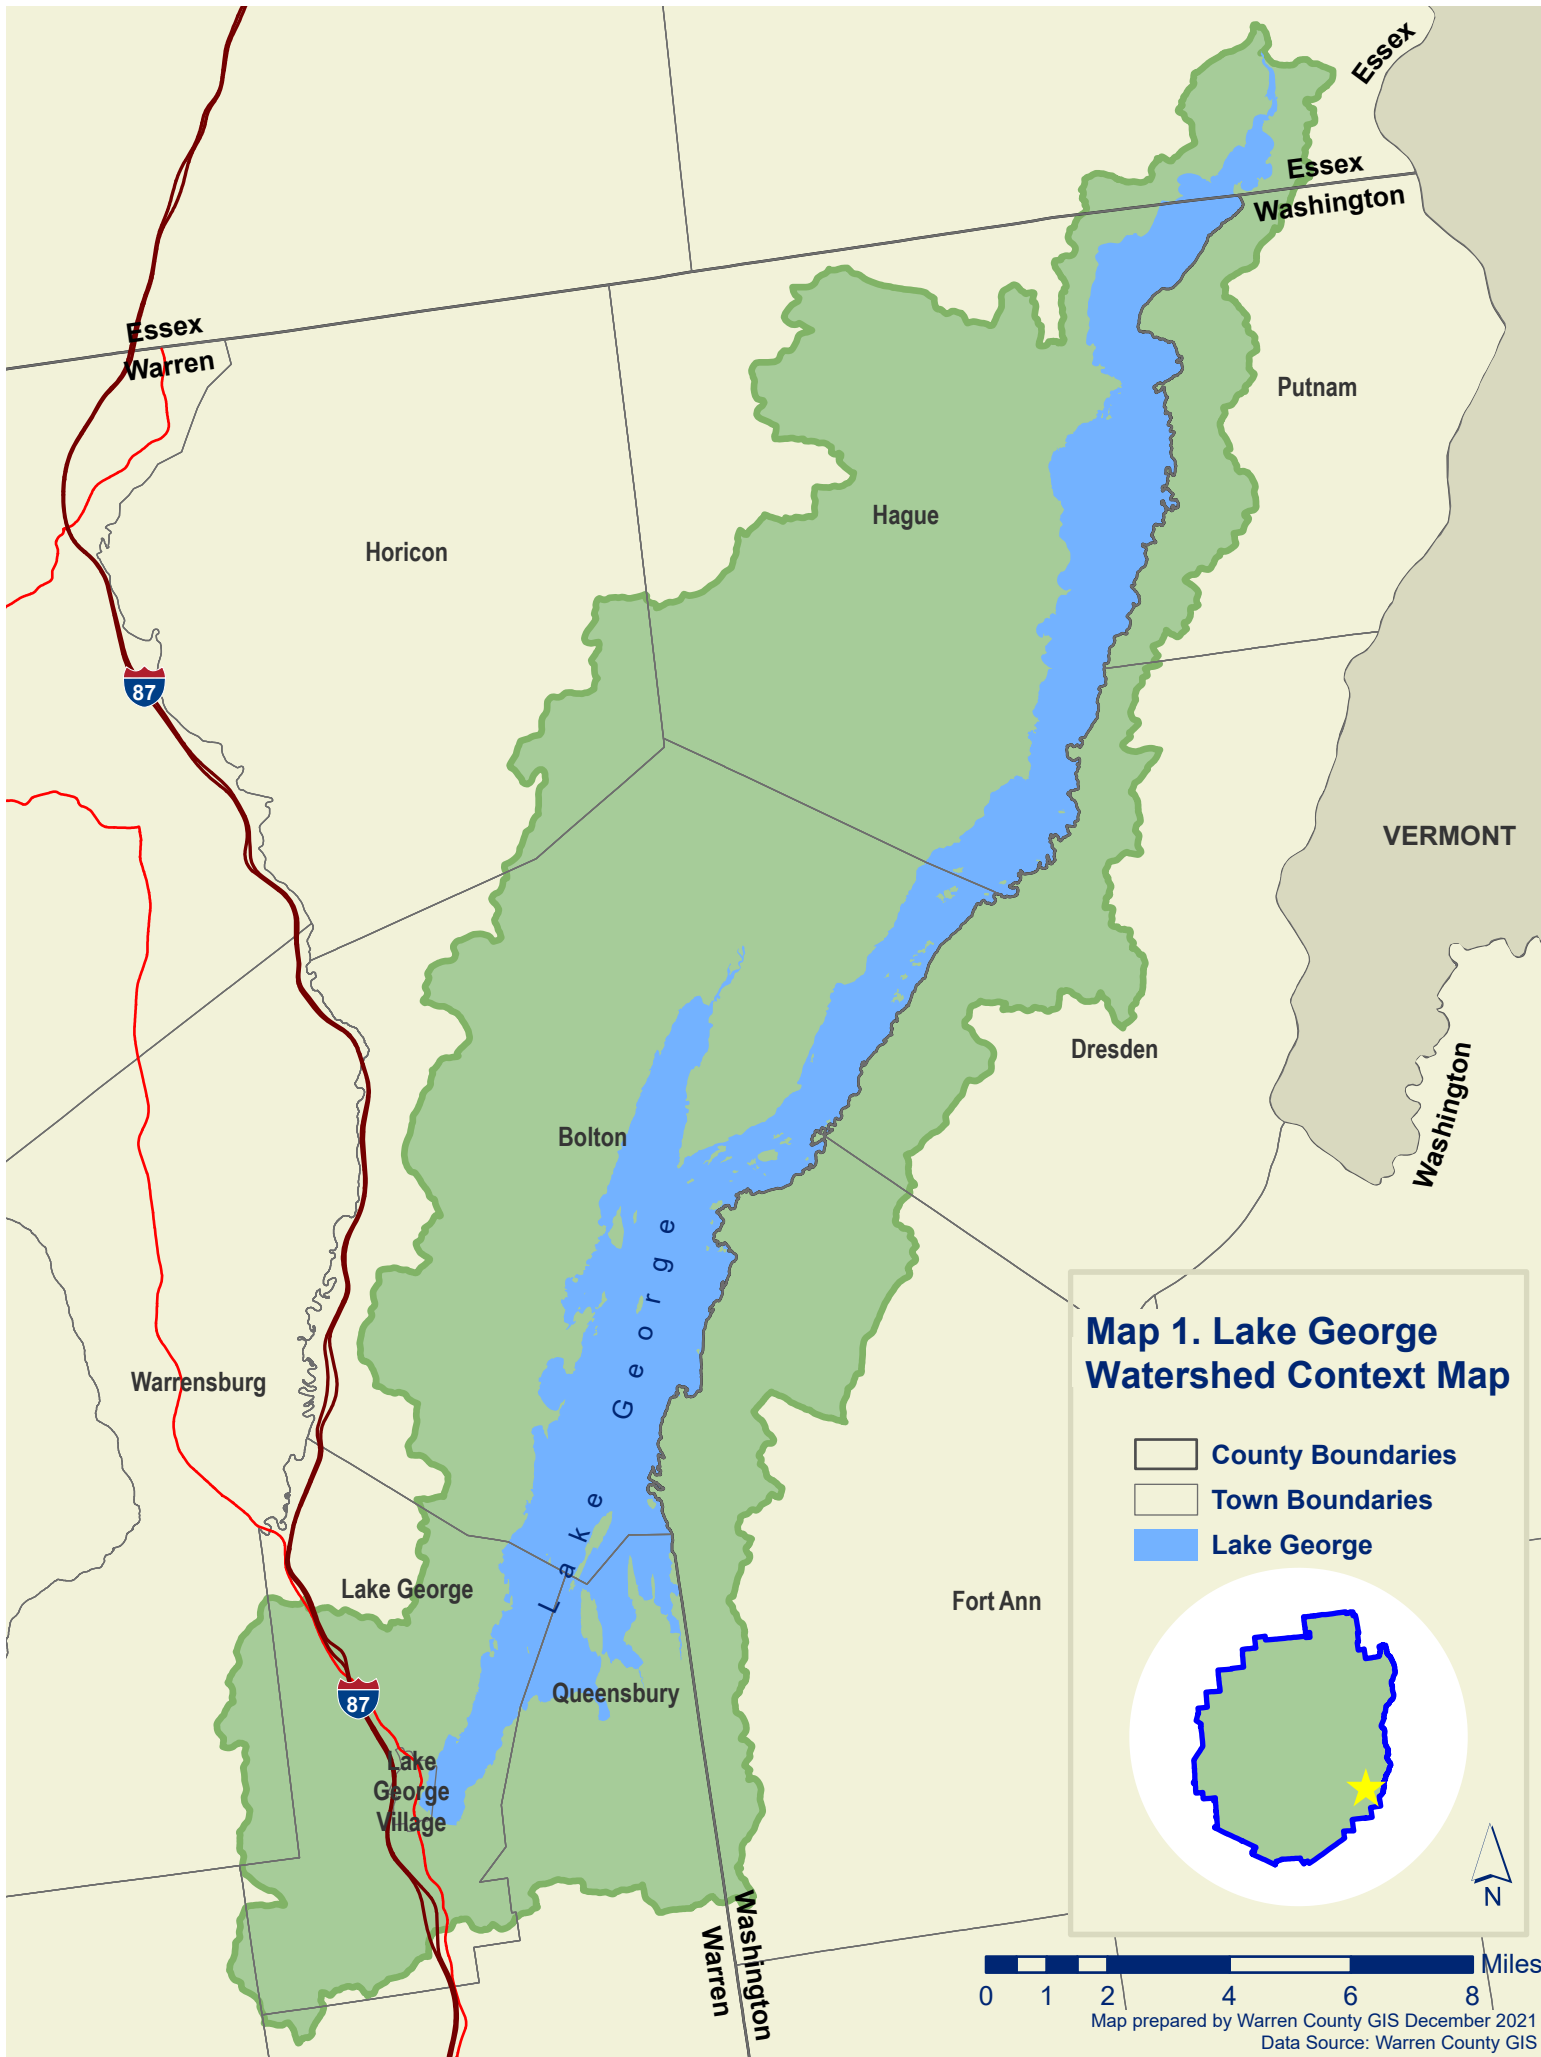 Essex
Essex
Washington
Essex
Warren
Putnam
Hague
Horicon
87
VERMONT
Dresden
Washington
Bolton
Lake George
Warrensburg
Lake George
Fort Ann
Queensbury
87
Lake
George
Village
Washington
Warren
Map 1. Lake George
Watershed Context Map
County Boundaries
Town Boundaries
Lake George
N
Miles
0 1 2 4 6 8
Map prepared by Warren County GIS December 2021
Data Source: Warren County GIS